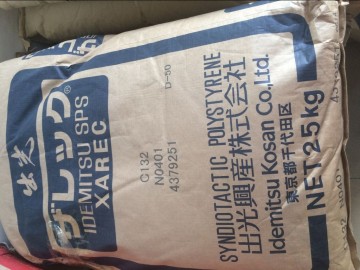 出光
ザレック®
IDEMITSU SPS
XAREC
C132
N0401
4379251
SYNDIOTACTIC POLYSTYRENE
出光興産株式会社
Idemitsu Kosan Co.,Ltd.
東京都千代田区
NET 25kg